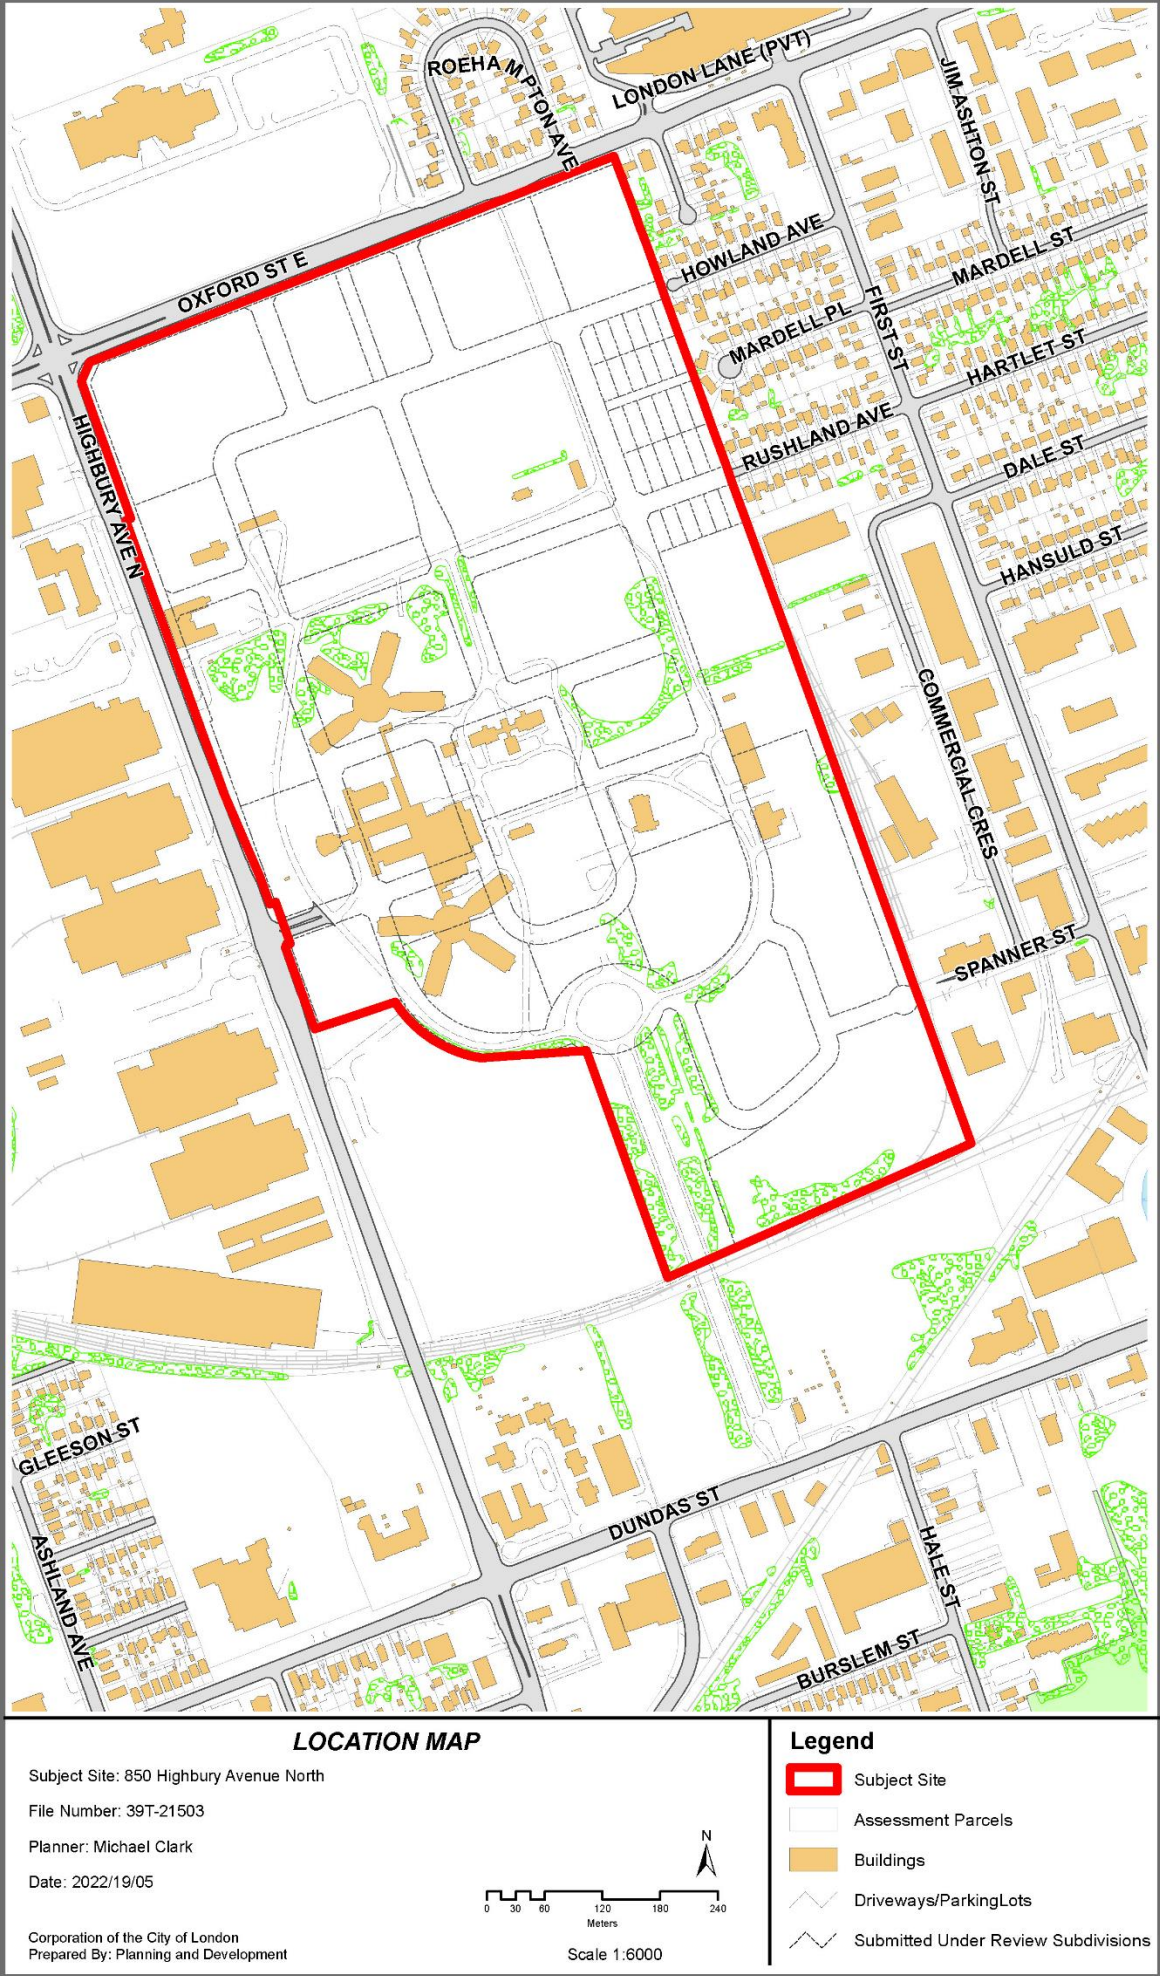 ROEHAMPTON AVE
LONDON LANE (PVT)
JIM ASHTON ST
OXFORD ST E
HOWLAND AVE
MARDELL ST
MARDELL PL
FIRST ST
HARTLET ST
HIGHBURY AVE N
RUSHLAND AVE
DALE ST
HANSULD ST
COMMERCIAL CRES
SPANNER ST
GLEESON ST
DUNDAS ST
ASHLAND AVE
HALE ST
BURSLEM ST
LOCATION MAP
Subject Site: 850 Highbury Avenue North
File Number: 39T-21503
Planner: Michael Clark
Date: 2022/19/05
Corporation of the City of London
Prepared By: Planning and Development
N
0 30 60 120 180 240
Meters
Scale 1:6000
Legend
Subject Site
Assessment Parcels
Buildings
Driveways/ParkingLots
Submitted Under Review Subdivisions